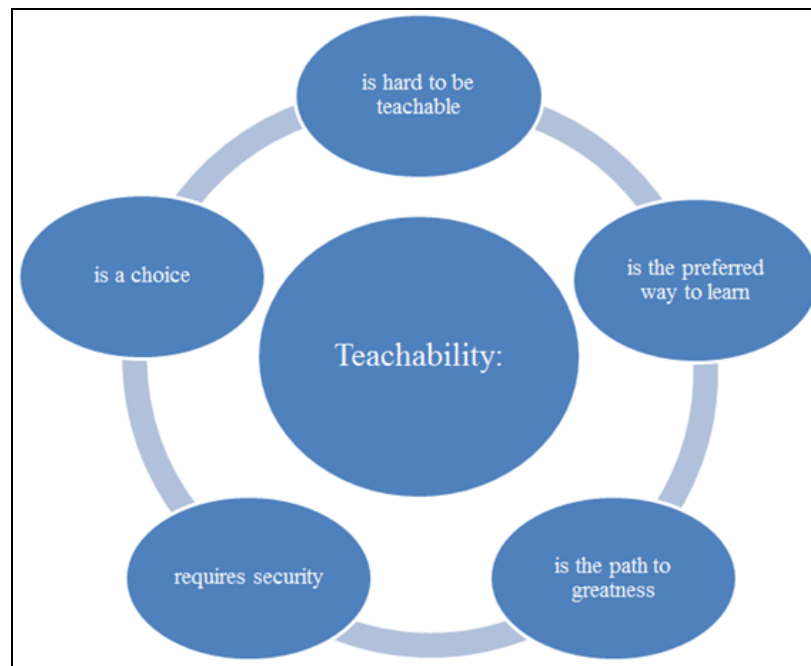 is hard to be
teachable
is the preferred
way to learn
is a choice
Teachability:
requires security
is the path to
greatness